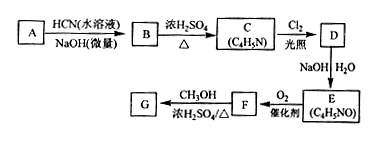 A HCN(水溶液) NaOH(微量) B 浓H₂SO₄ △ C (C₄H₅N) Cl₂ 光照 D
NaOH H₂O
G CH₃OH 浓H₂SO₄/△ F O₂ 催化剂 E (C₄H₅NO)